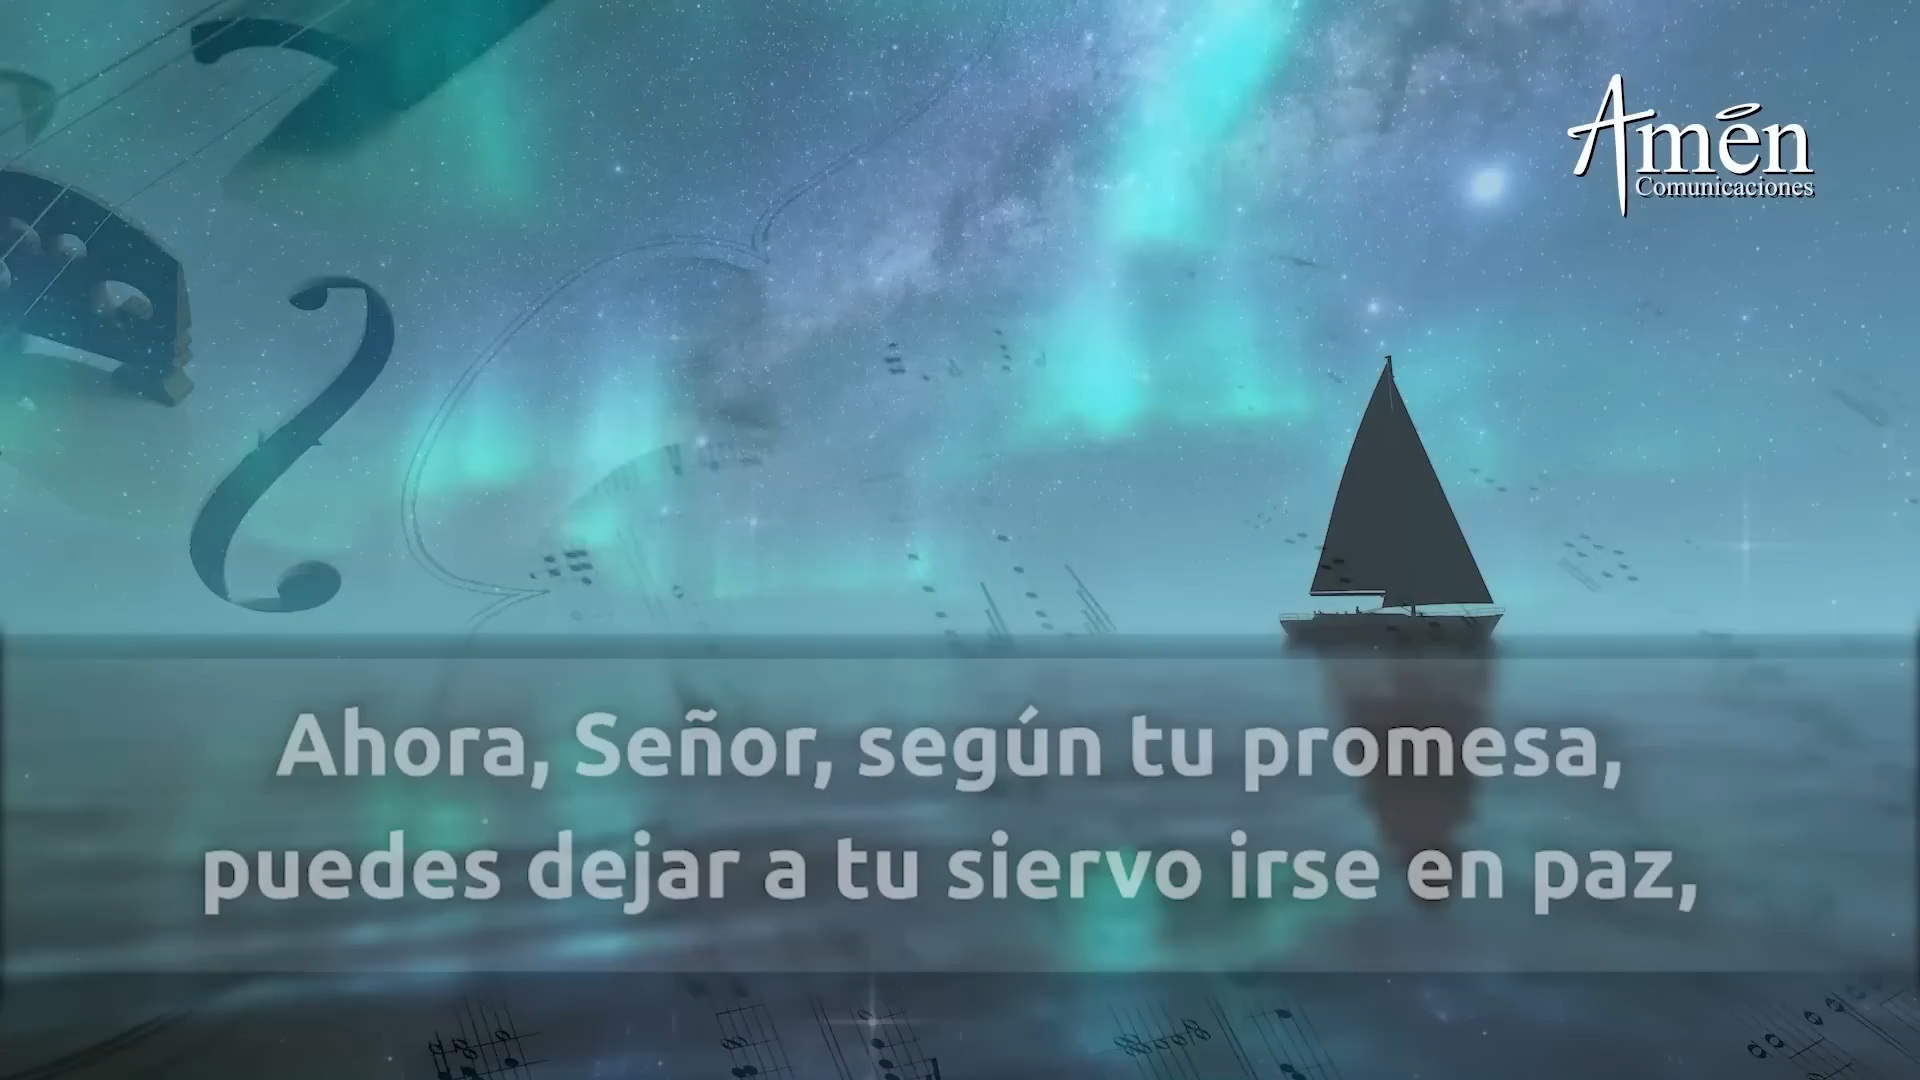 Amén
Comunicaciones
Ahora, Señor, según tu promesa,
puedes dejar a tu siervo irse en paz,